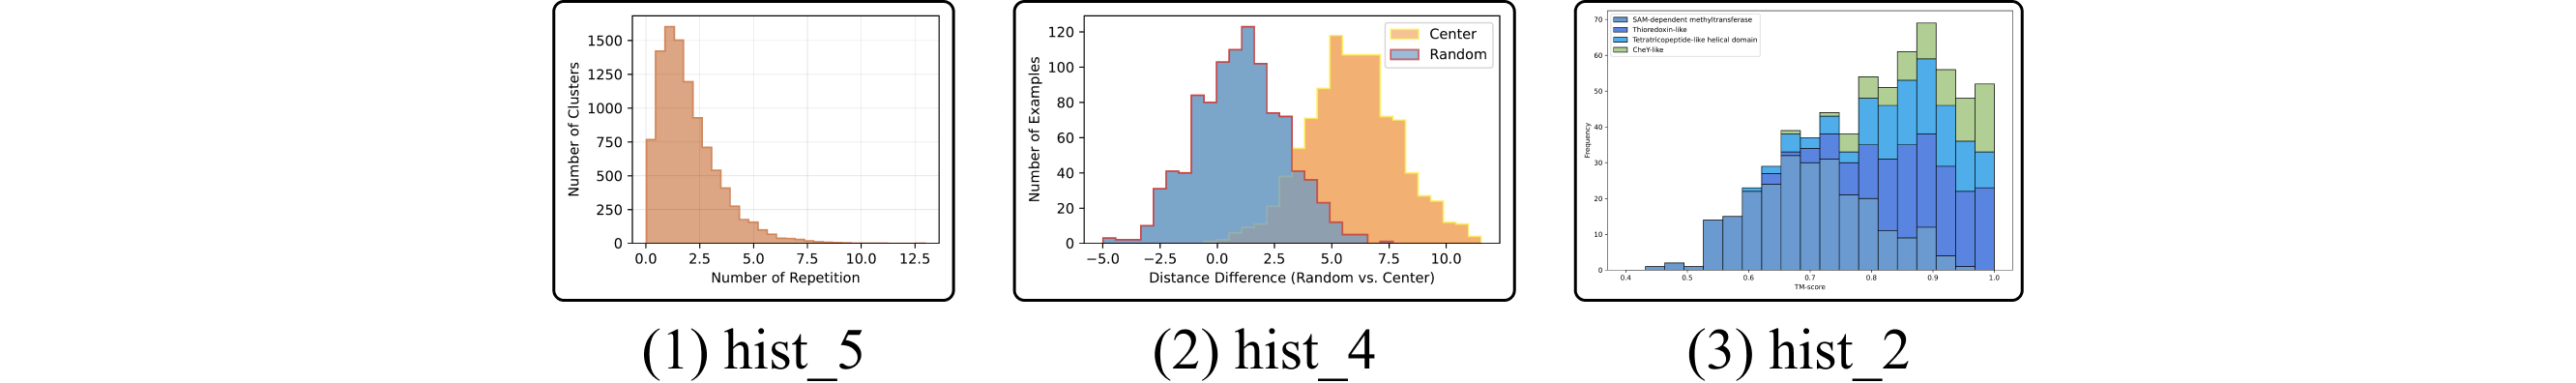 Number of Clusters
1500
1250
1000
750
500
250
0
0.0 2.5 5.0 7.5 10.0 12.5
Number of Repetition
(1) hist_5
Number of Examples
120
100
80
60
40
20
0
Center
Random
−5.0 −2.5 0.0 2.5 5.0 7.5 10.0
Distance Difference (Random vs. Center)
(2) hist_4
Frequency
70
60
50
40
30
20
10
0
SAM-dependent methyltransferase
Thioredoxin-like
Tetratricopeptide-like helical domain
CheY-like
0.4 0.5 0.6 0.7 0.8 0.9 1.0
TM-score
(3) hist_2